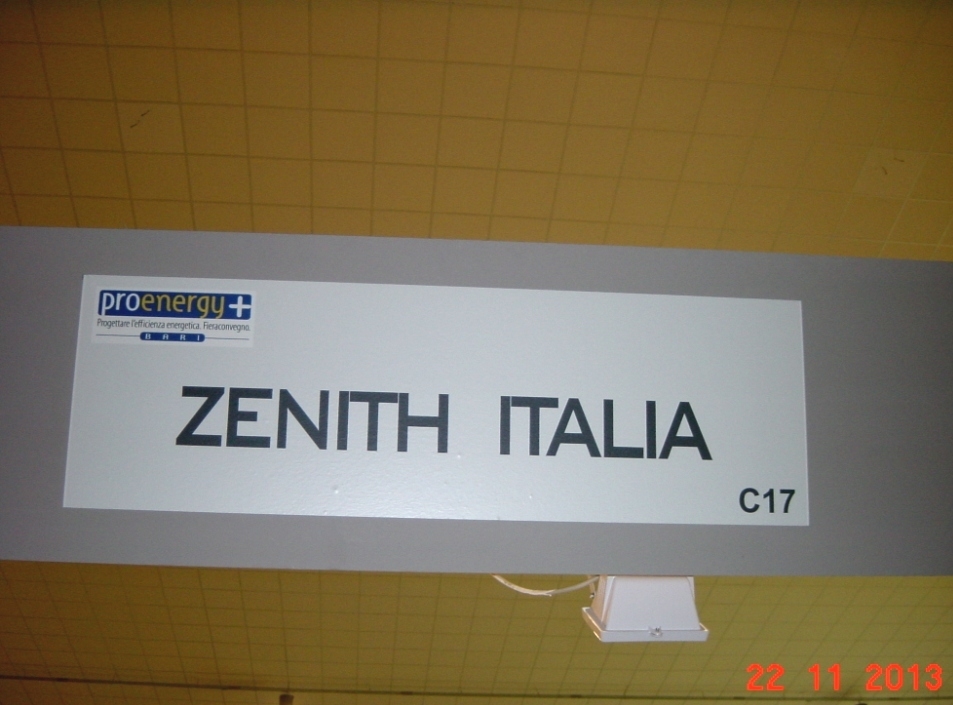 proenergy+
Progettare l'efficienza energetica. Fieraconvegno.
BARI
ZENITH ITALIA
C17
22 11 2013